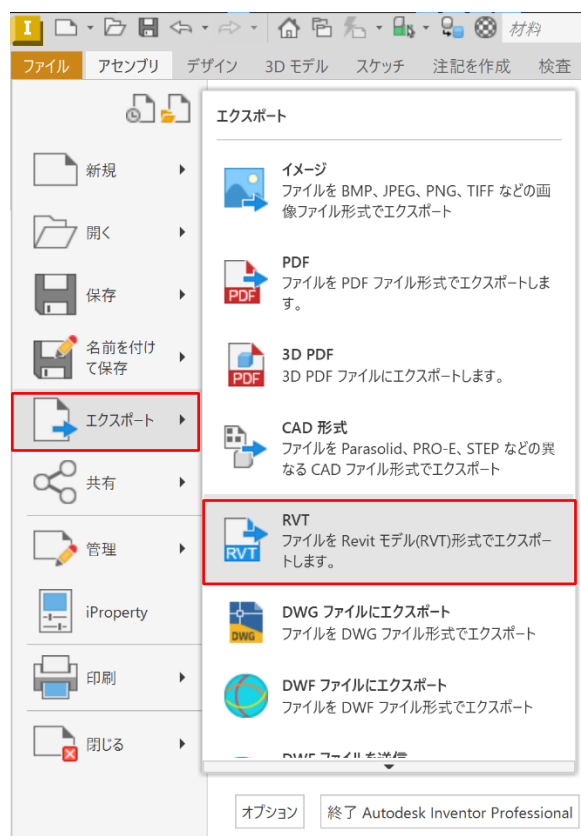 I
材料
ファイル アセンブリ デザイン 3D モデル スケッチ 注記を作成 検査
新規
開く
保存
名前を付け
て保存
エクスポート
共有
管理
iProperty
印刷
閉じる
エクスポート
イメージ
ファイルを BMP、JPEG、PNG、TIFF などの画
像ファイル形式でエクスポート
PDF
PDF
ファイルを PDF ファイル形式でエクスポートしま
す。
PDF
3D PDF
3D PDF ファイルにエクスポートします。
CAD 形式
ファイルを Parasolid、PRO-E、STEP などの異
なる CAD ファイル形式でエクスポート
RVT
RVT
ファイルを Revit モデル(RVT)形式でエクスポー
トします。
DWG
DWG ファイルにエクスポート
ファイルを DWG ファイル形式でエクスポート
DWF ファイルにエクスポート
ファイルを DWF ファイル形式でエクスポート
DWF ファイルを送信
オプション
終了 Autodesk Inventor Professional